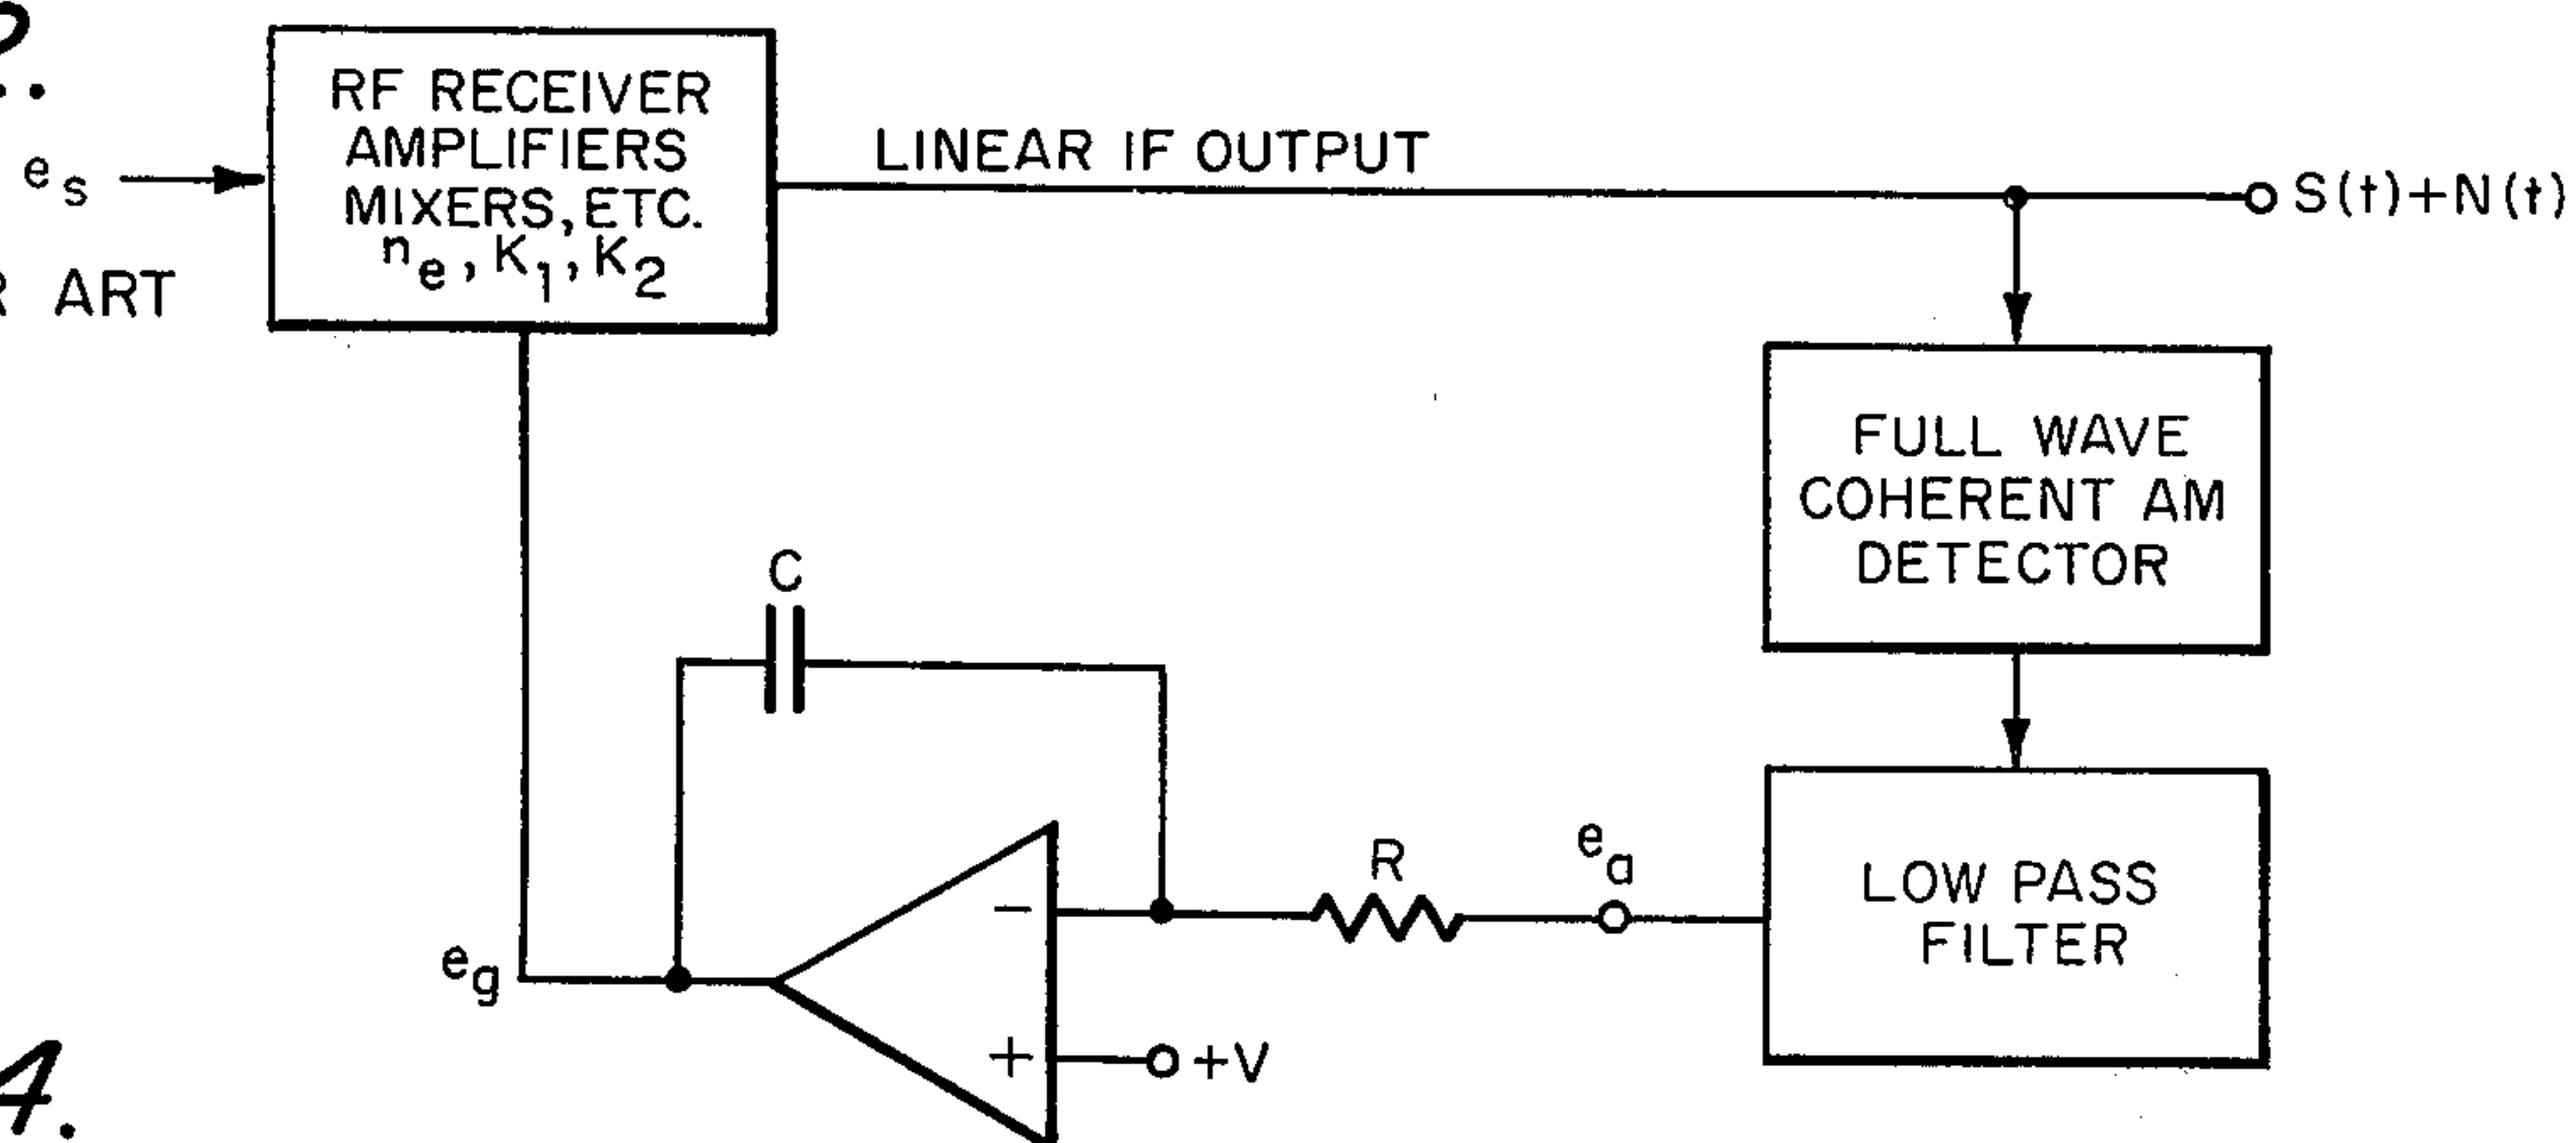 RF RECEIVER
AMPLIFIERS
MIXERS, ETC.
n_e, K_1, K_2
e_s
ART
LINEAR IF OUTPUT
S(t)+N(t)
FULL WAVE
COHERENT AM
DETECTOR
C
R
e_a
LOW PASS
FILTER
−
e_g
+
+V
4.